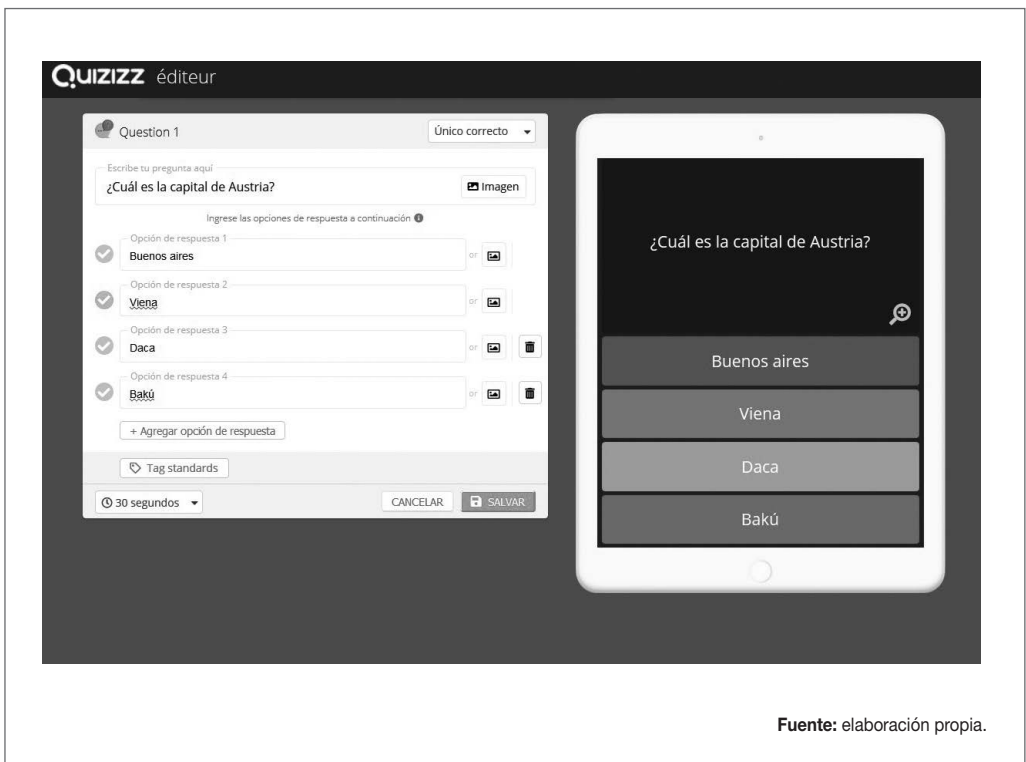 QUIZIZZ éditeur
Question 1
Único correcto
Escribe tu pregunta aquí
¿Cuál es la capital de Austria?
Imagen
Ingrese las opciones de respuesta a continuación
Opción de respuesta 1
Buenos aires
or
Opción de respuesta 2
Viena
or
Opción de respuesta 3
Daca
or
Opción de respuesta 4
Bakú
or
+ Agregar opción de respuesta
Tag standards
30 segundos
CANCELAR
SALVAR
¿Cuál es la capital de Austria?
Buenos aires
Viena
Daca
Bakú
Fuente: elaboración propia.